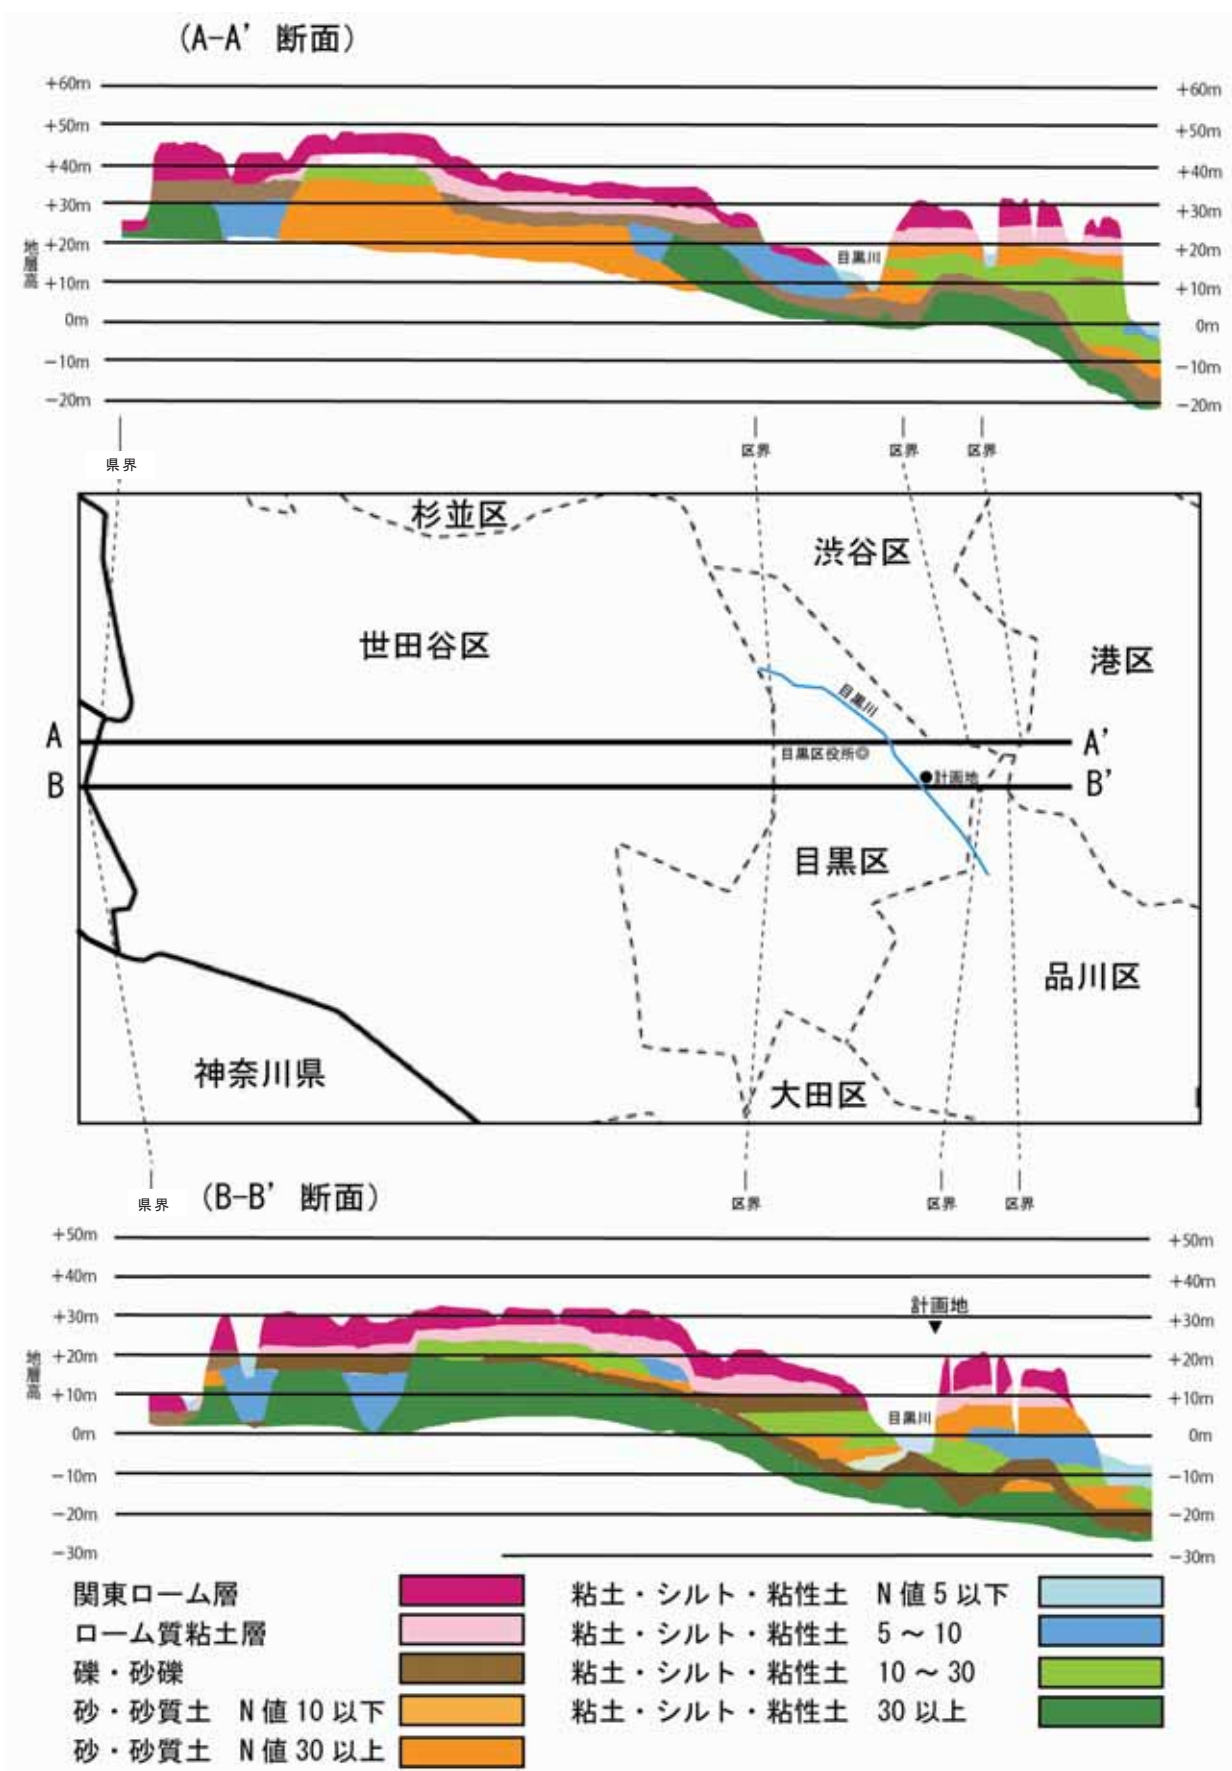 (A-A’ 断面)
+60m
+50m
+40m
+30m
+20m
+10m
0m
-10m
-20m
地層高
+60m
+50m
+40m
+30m
+20m
+10m
0m
-10m
-20m
目黒川
県界
区界
区界
区界
杉並区
渋谷区
世田谷区
港区
目黒川
A
A’
目黒区役所◎
●計画地
B
B’
目黒区
品川区
神奈川県
大田区
県界
(B-B’ 断面)
区界
区界
区界
+50m
+40m
+30m
+20m
+10m
0m
-10m
-20m
-30m
地層高
+50m
+40m
+30m
+20m
+10m
0m
-10m
-20m
-30m
計画地
▼
目黒川
関東ローム層
ローム質粘土層
礫・砂礫
砂・砂質土 N値10以下
砂・砂質土 N値30以上
粘土・シルト・粘性土 N値5以下
粘土・シルト・粘性土 5～10
粘土・シルト・粘性土 10～30
粘土・シルト・粘性土 30以上